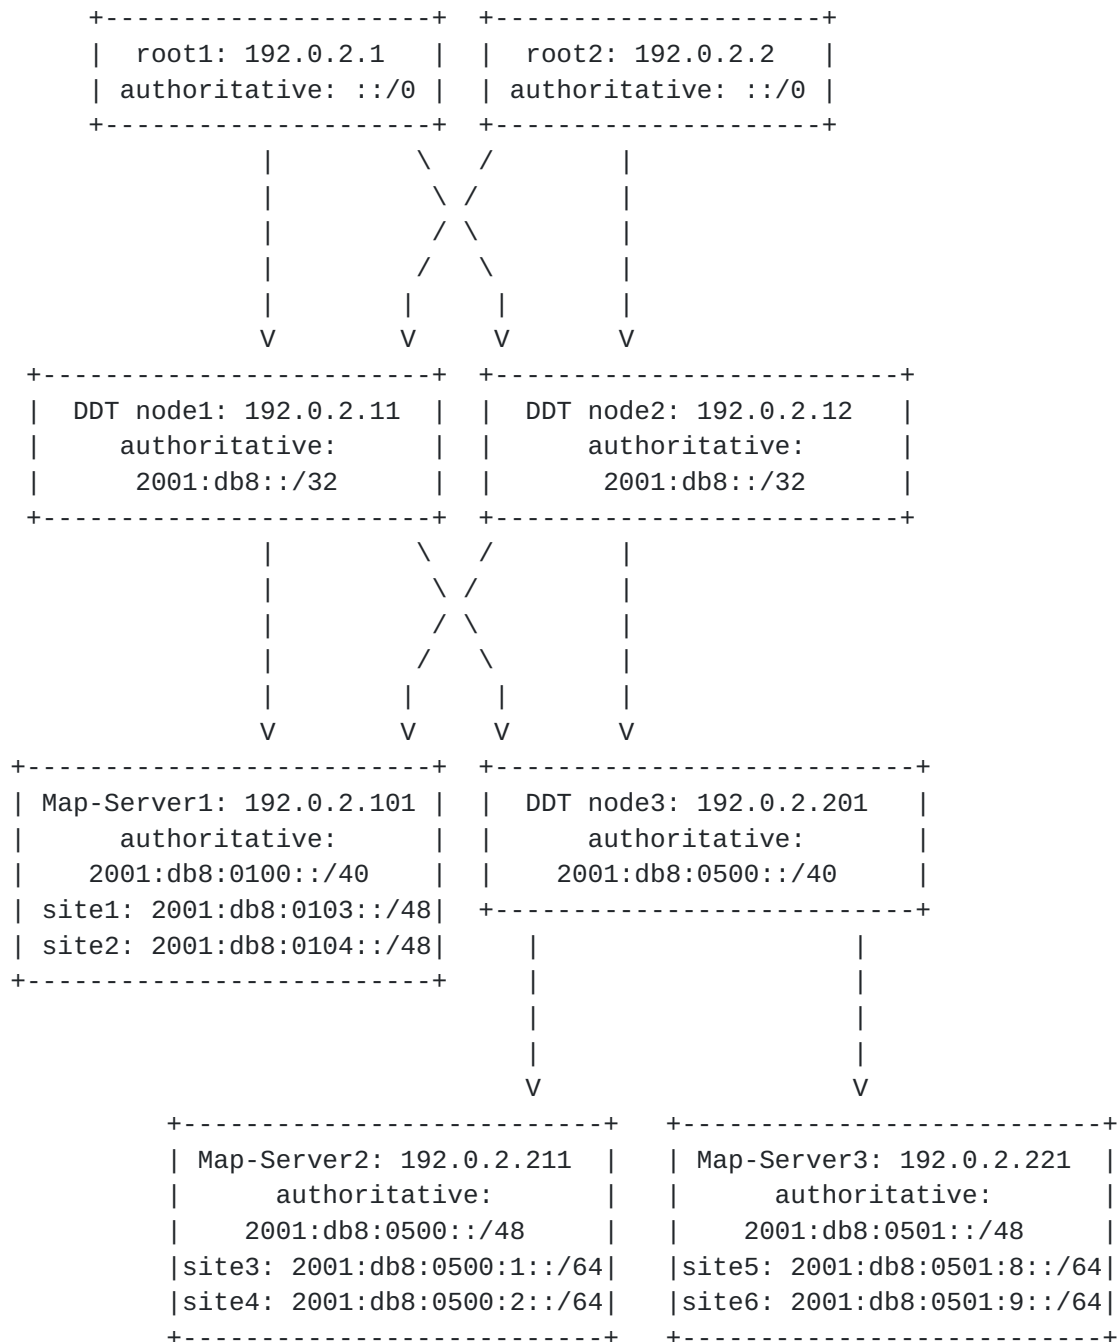 root1: 192.0.2.1
authoritative: ::/0
root2: 192.0.2.2
authoritative: ::/0
DDT node1: 192.0.2.11
authoritative:
2001:db8::/32
DDT node2: 192.0.2.12
authoritative:
2001:db8::/32
Map-Server1: 192.0.2.101
authoritative:
2001:db8:0100::/40
site1: 2001:db8:0103::/48
site2: 2001:db8:0104::/48
DDT node3: 192.0.2.201
authoritative:
2001:db8:0500::/40
Map-Server2: 192.0.2.211
authoritative:
2001:db8:0500::/48
site3: 2001:db8:0500:1::/64
site4: 2001:db8:0500:2::/64
Map-Server3: 192.0.2.221
authoritative:
2001:db8:0501::/48
site5: 2001:db8:0501:8::/64
site6: 2001:db8:0501:9::/64